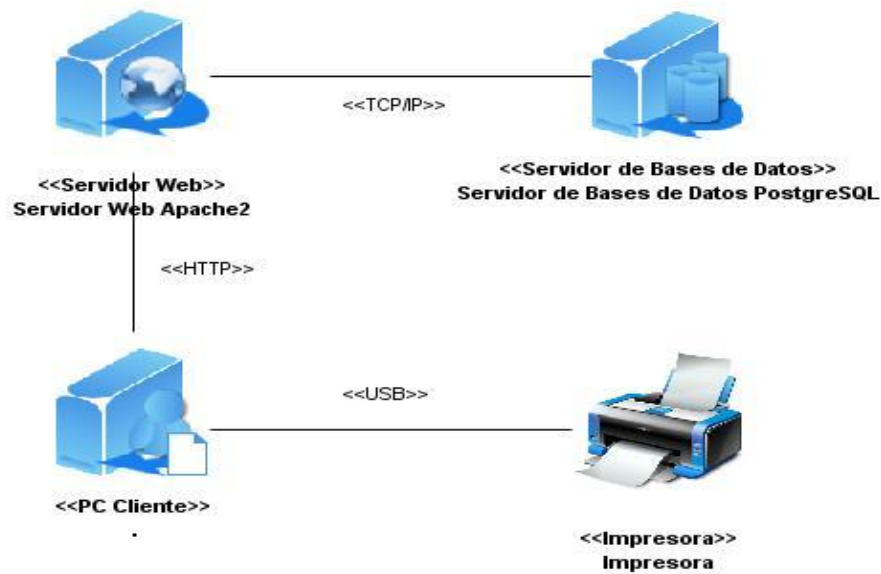 <<TCP/IP>>
<<Servidor Web>>
Servidor Web Apache2
<<Servidor de Bases de Datos>>
Servidor de Bases de Datos PostgreSQL
<<HTTP>>
<<USB>>
<<PC Cliente>>
.
<<Impresora>>
Impresora